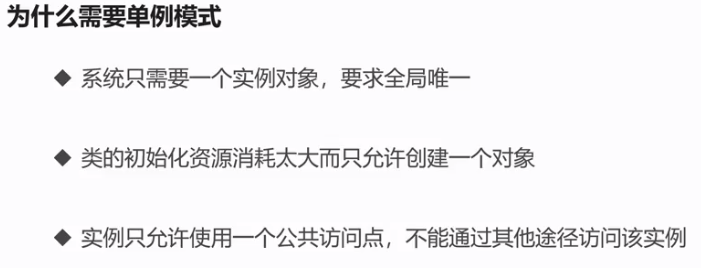 为什么需要单例模式
◆ 系统只需要一个实例对象，要求全局唯一
◆ 类的初始化资源消耗太大而只允许创建一个对象
◆ 实例只允许使用一个公共访问点，不能通过其他途径访问该实例